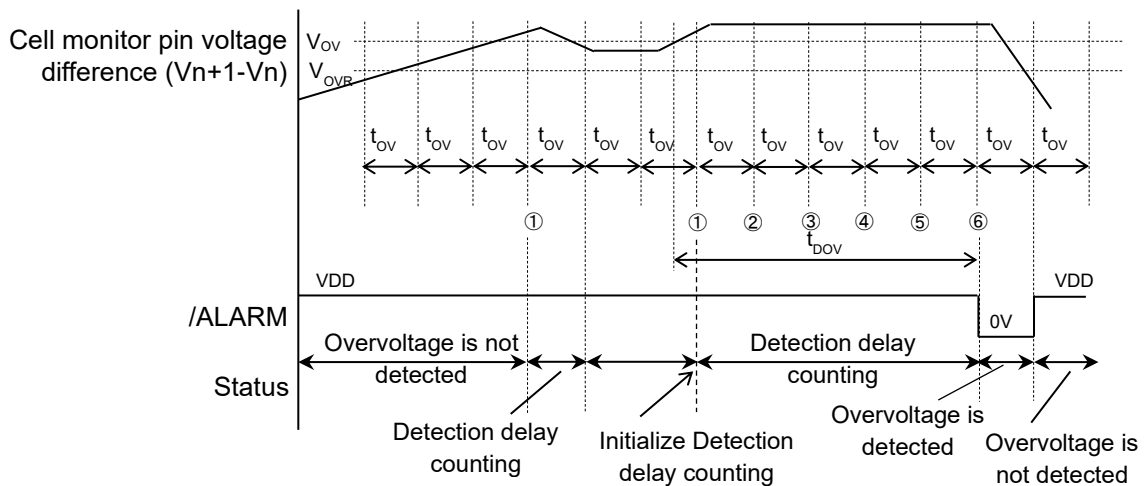 Cell monitor pin voltage
difference (Vn+1-Vn)
VOV
VOVR
tOV tOV tOV tOV tOV tOV tOV tOV tOV tOV tOV tOV tOV
① ① ② ③ ④ ⑤ ⑥
tDOV
/ALARM
VDD
0V
VDD
Status
Overvoltage is not
detected
Detection delay
counting
Initialize Detection
delay counting
Detection delay
counting
Overvoltage is
detected
Overvoltage is
not detected